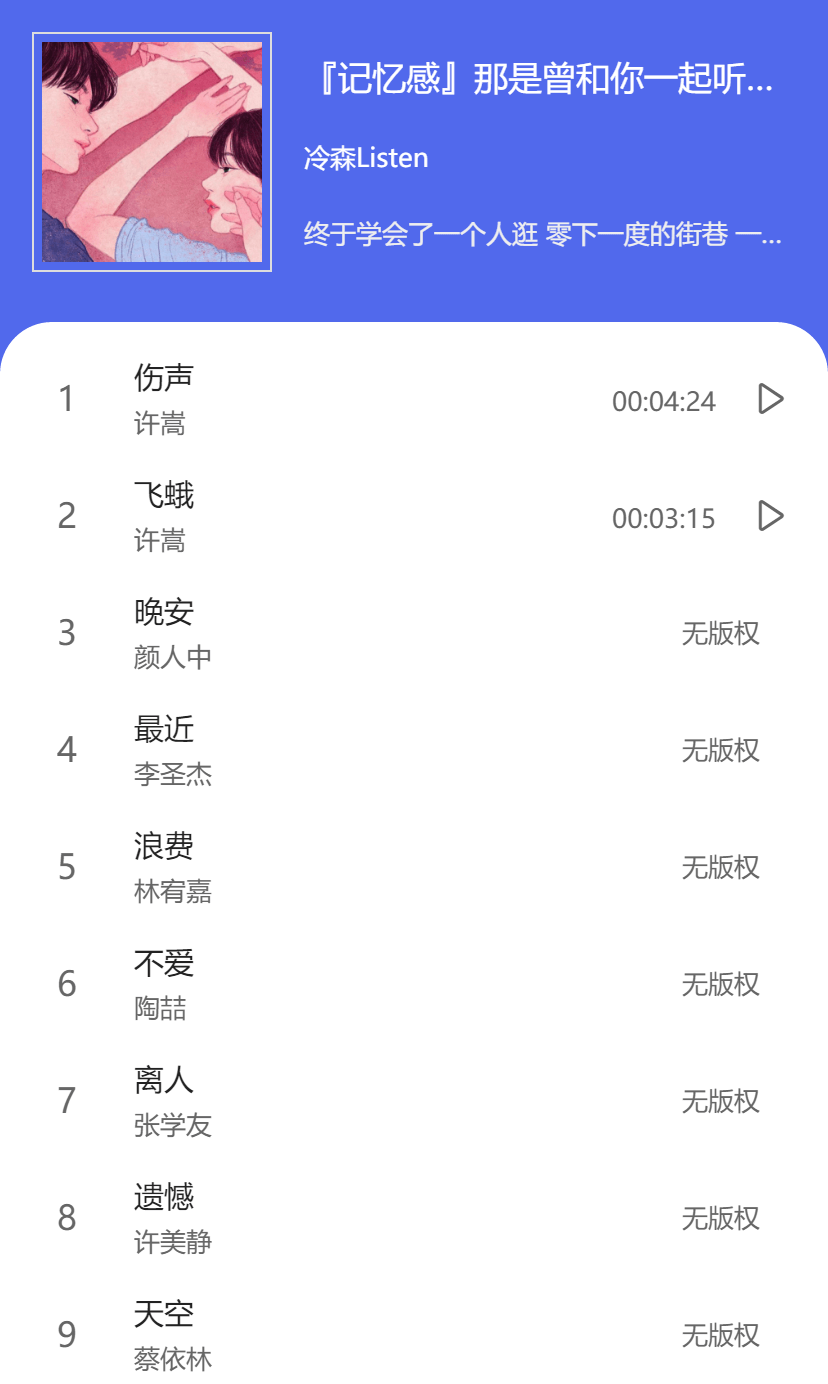 『记忆感』那是曾和你一起听...
冷森Listen
终于学会了一个人逛 零下一度的街巷 一...
1
伤声
许嵩
00:04:24
2
飞蛾
许嵩
00:03:15
3
晚安
颜人中
无版权
4
最近
李圣杰
无版权
5
浪费
林宥嘉
无版权
6
不爱
陶喆
无版权
7
离人
张学友
无版权
8
遗憾
许美静
无版权
9
天空
蔡依林
无版权